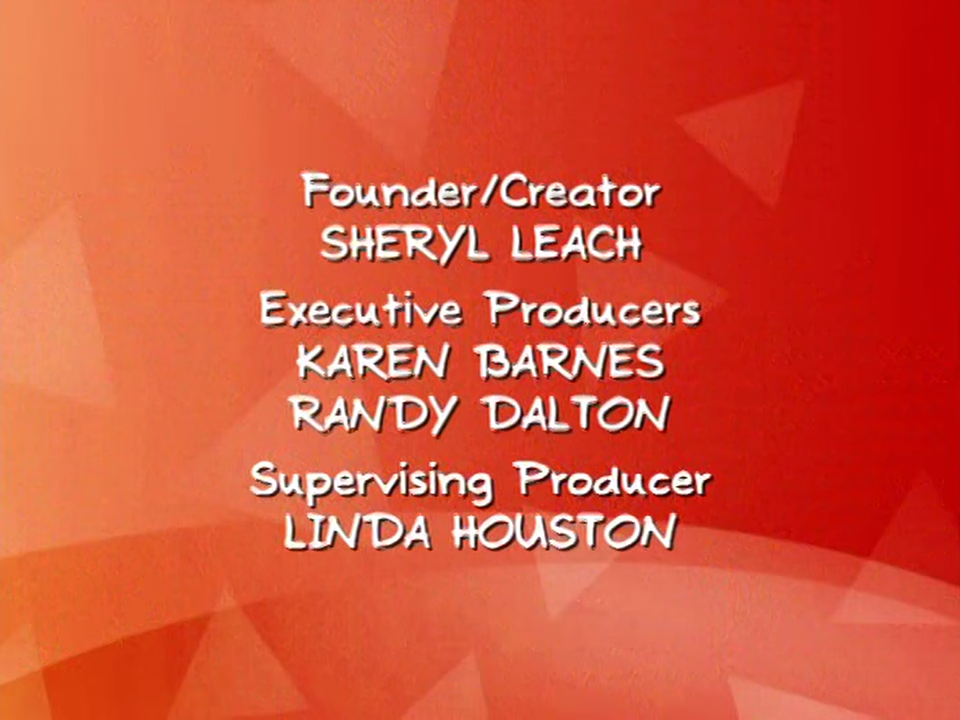 Founder/Creator
SHERYL LEACH
Executive Producers
KAREN BARNES
RANDY DALTON
Supervising Producer
LINDA HOUSTON